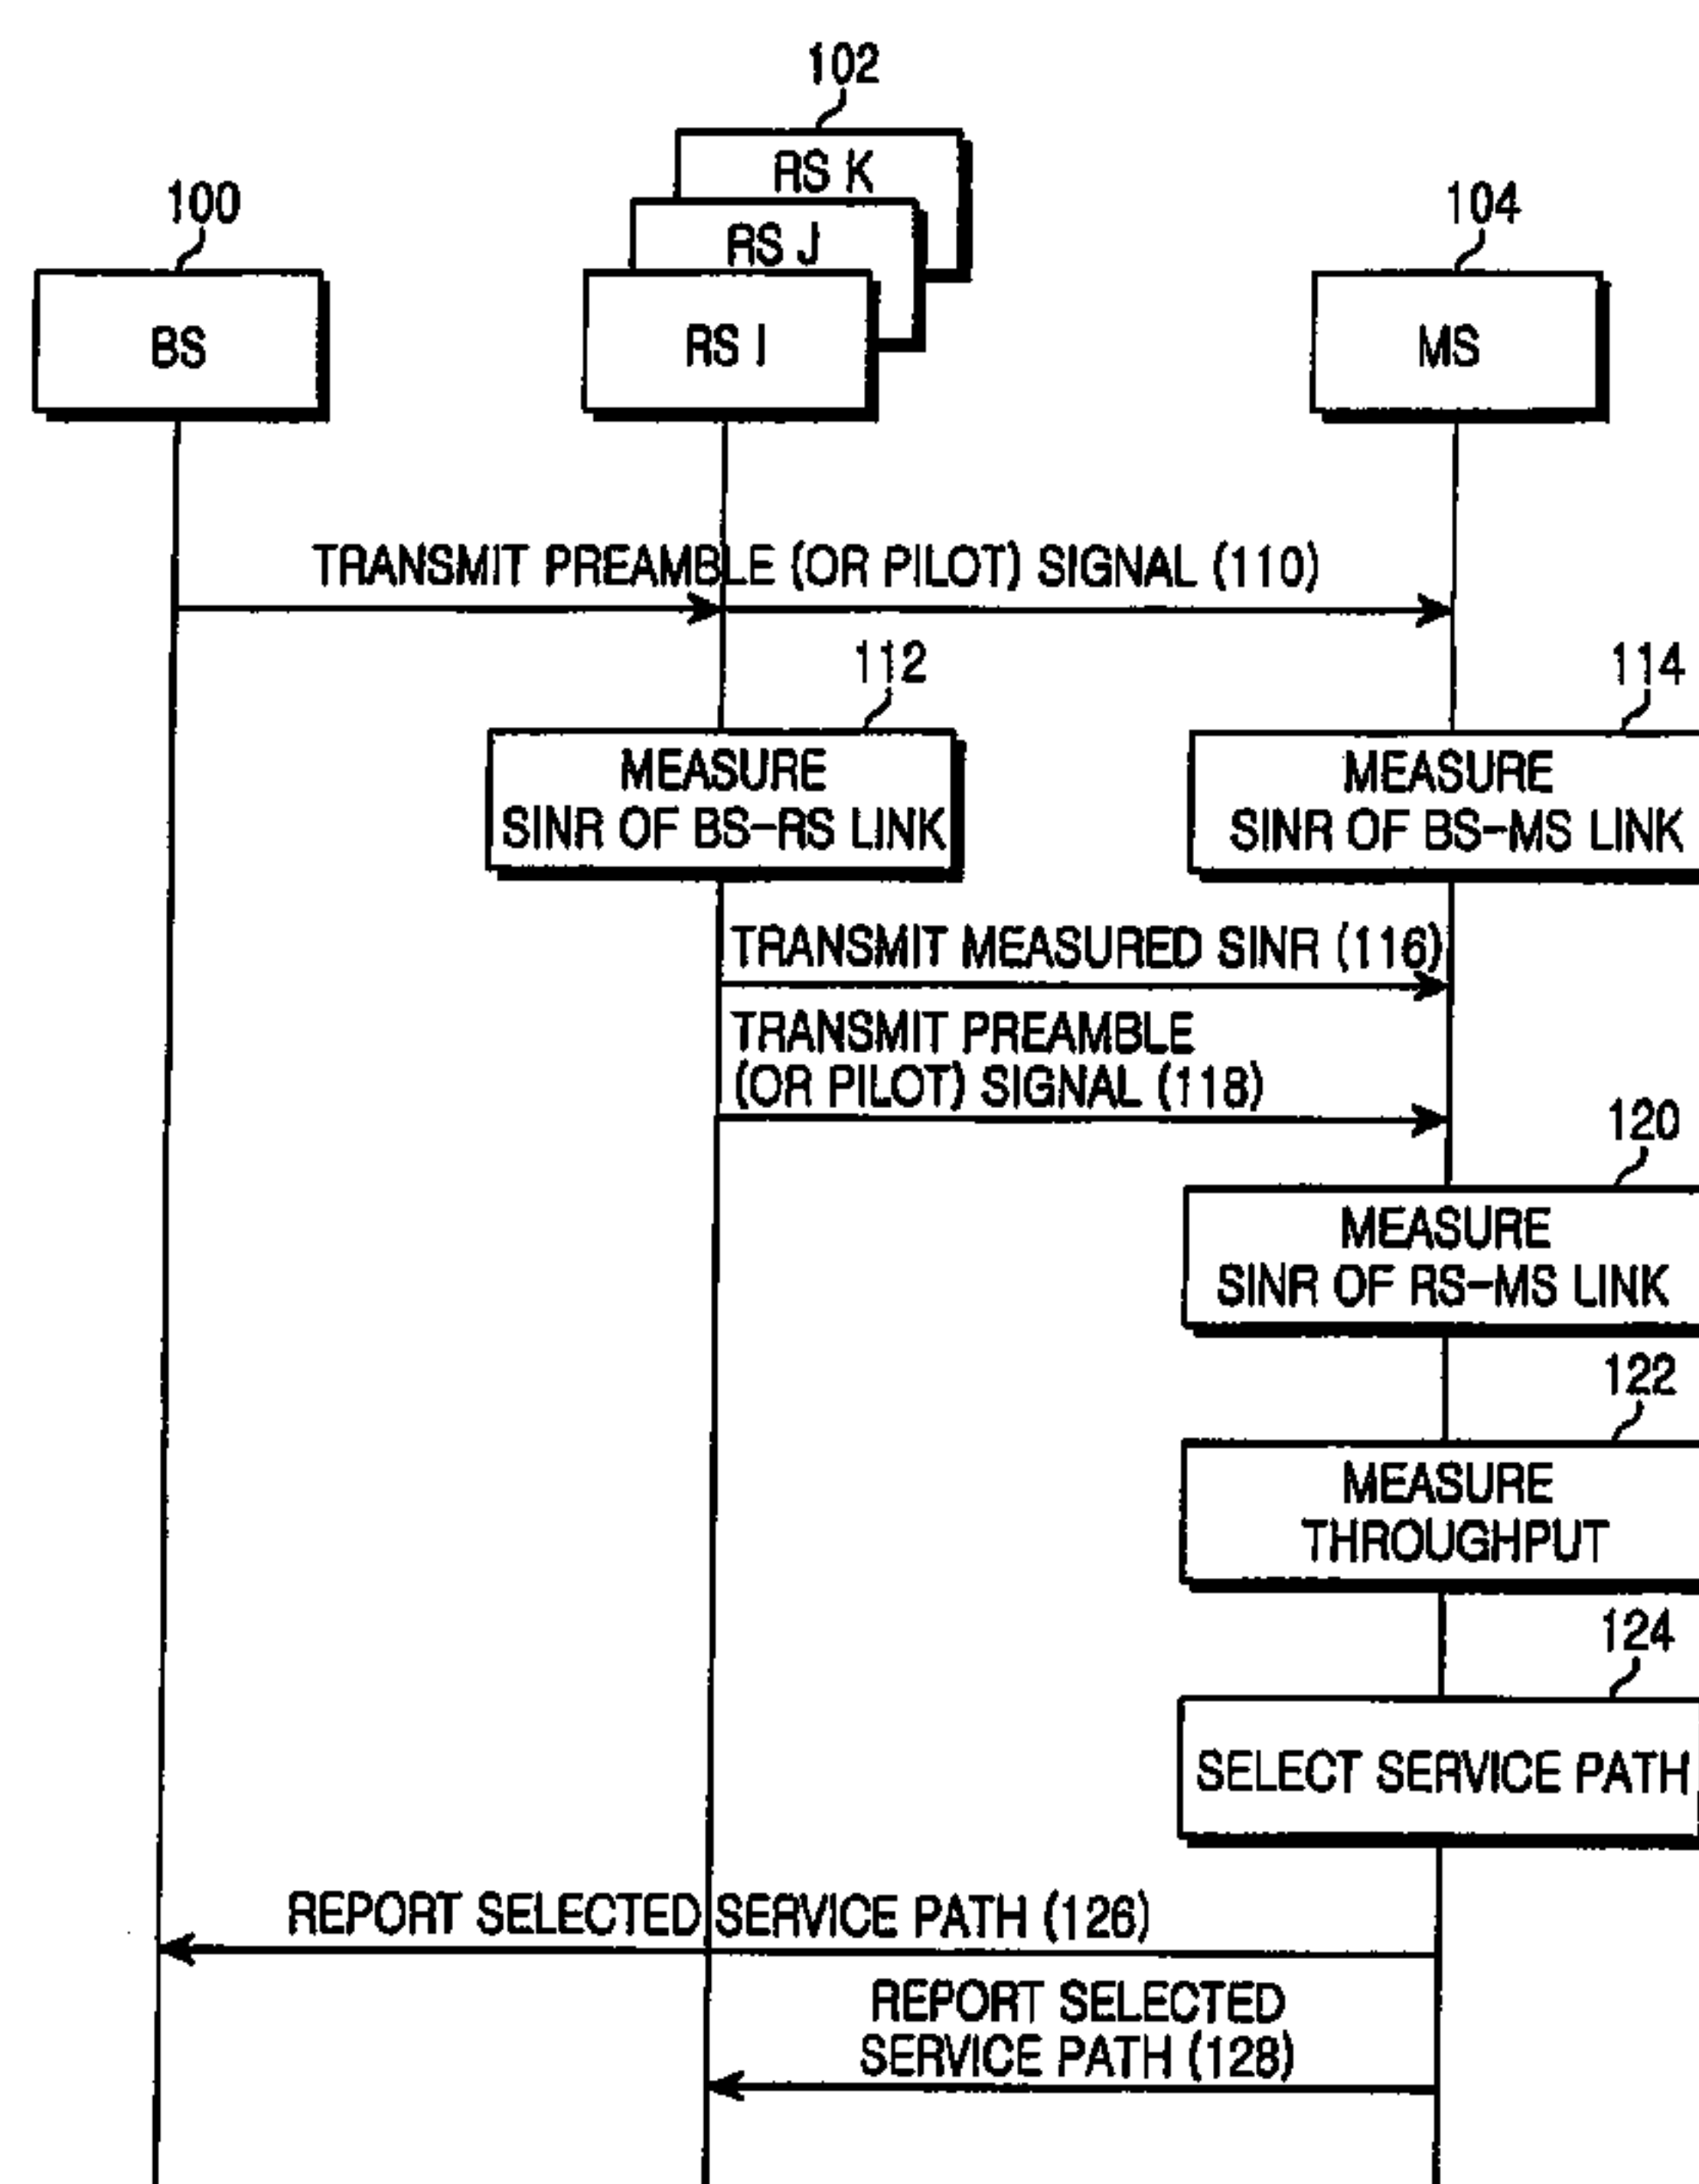 102
RS K
100
RS J
104
BS
RS I
MS
TRANSMIT PREAMBLE (OR PILOT) SIGNAL (110)
112
114
MEASURE
SINR OF BS-RS LINK
MEASURE
SINR OF BS-MS LINK
TRANSMIT MEASURED SINR (116)
TRANSMIT PREAMBLE
(OR PILOT) SIGNAL (118)
120
MEASURE
SINR OF RS-MS LINK
122
MEASURE
THROUGHPUT
124
SELECT SERVICE PATH
REPORT SELECTED SERVICE PATH (126)
REPORT SELECTED
SERVICE PATH (128)